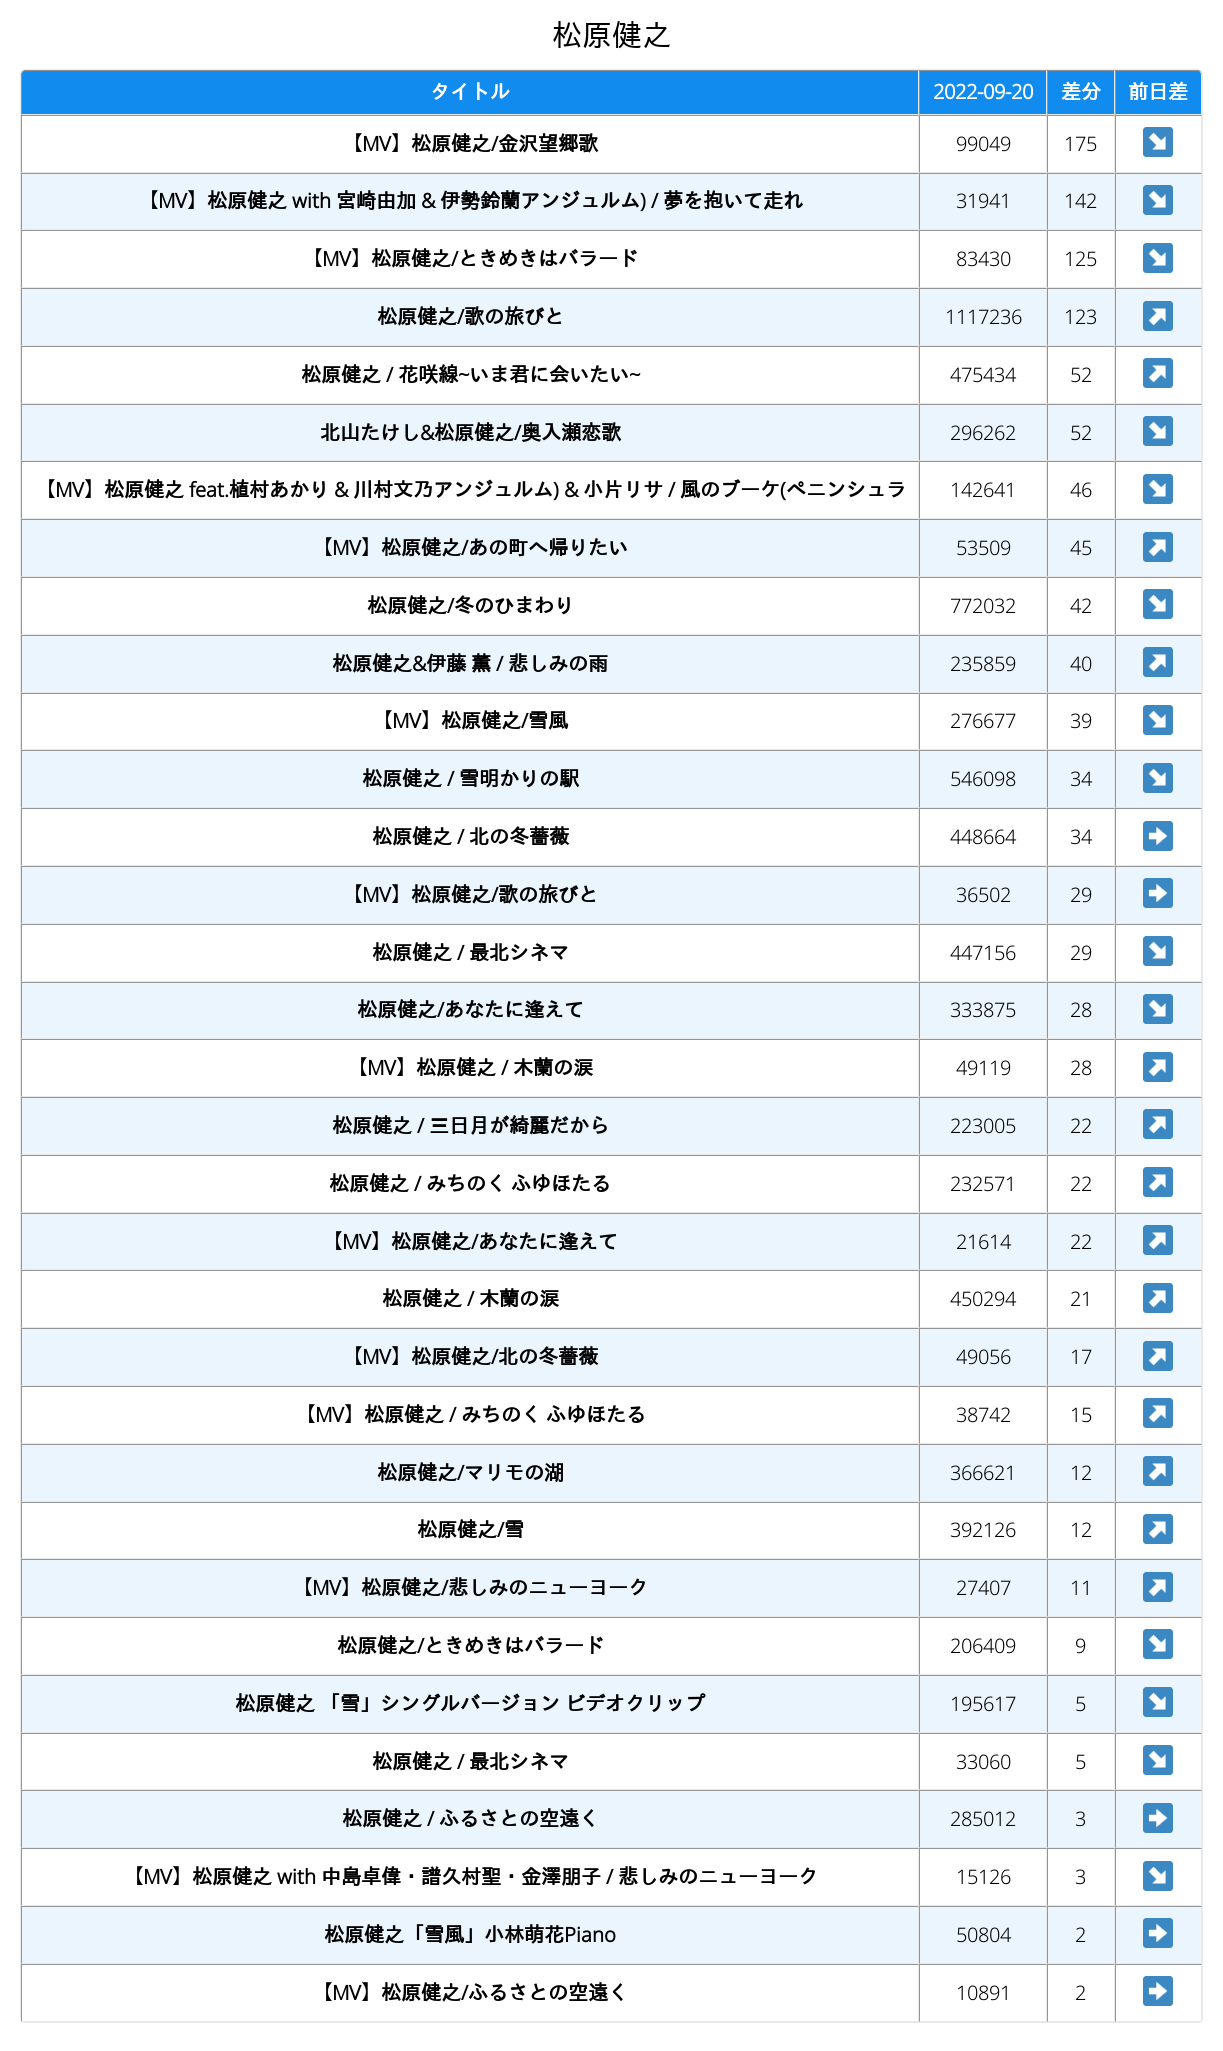 松原健之
タイトル 2022-09-20 差分 前日差
【MV】松原健之/金沢望郷歌 99049 175
【MV】松原健之 with 宮崎由加 & 伊勢鈴蘭アンジュルム) / 夢を抱いて走れ 31941 142
【MV】松原健之/ときめきはバラード 83430 125
松原健之/歌の旅びと 1117236 123
松原健之 / 花咲線~いま君に会いたい~ 475434 52
北山たけし&松原健之/奥入瀬恋歌 296262 52
【MV】松原健之 feat.植村あかり & 川村文乃アンジュルム) & 小片リサ / 風のブーケ(ペニンシュラ 142641 46
【MV】松原健之/あの町へ帰りたい 53509 45
松原健之/冬のひまわり 772032 42
松原健之&伊藤 薫 / 悲しみの雨 235859 40
【MV】松原健之/雪風 276677 39
松原健之 / 雪明かりの駅 546098 34
松原健之 / 北の冬薔薇 448664 34
【MV】松原健之/歌の旅びと 36502 29
松原健之 / 最北シネマ 447156 29
松原健之/あなたに逢えて 333875 28
【MV】松原健之 / 木蘭の涙 49119 28
松原健之 / 三日月が綺麗だから 223005 22
松原健之 / みちのく ふゆほたる 232571 22
【MV】松原健之/あなたに逢えて 21614 22
松原健之 / 木蘭の涙 450294 21
【MV】松原健之/北の冬薔薇 49056 17
【MV】松原健之 / みちのく ふゆほたる 38742 15
松原健之/マリモの湖 366621 12
松原健之/雪 392126 12
【MV】松原健之/悲しみのニューヨーク 27407 11
松原健之/ときめきはバラード 206409 9
松原健之 「雪」シングルバージョン ビデオクリップ 195617 5
松原健之 / 最北シネマ 33060 5
松原健之 / ふるさとの空遠く 285012 3
【MV】松原健之 with 中島卓偉・譜久村聖・金澤朋子 / 悲しみのニューヨーク 15126 3
松原健之「雪風」小林萌花Piano 50804 2
【MV】松原健之/ふるさとの空遠く 10891 2